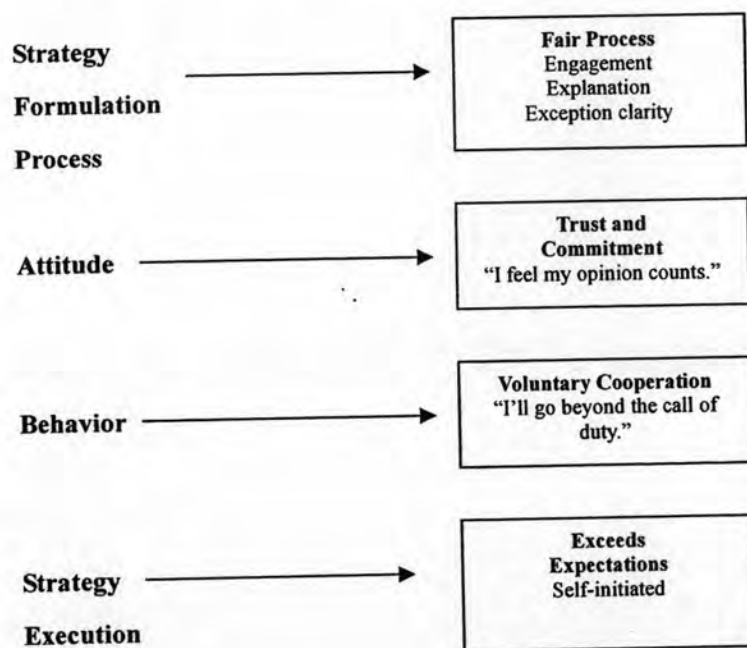 Strategy
Formulation
Process
Fair Process
Engagement
Explanation
Exception clarity
Attitude
Trust and
Commitment
“I feel my opinion counts.”
Behavior
Voluntary Cooperation
“I’ll go beyond the call of
duty.”
Strategy
Execution
Exceeds
Expectations
Self-initiated